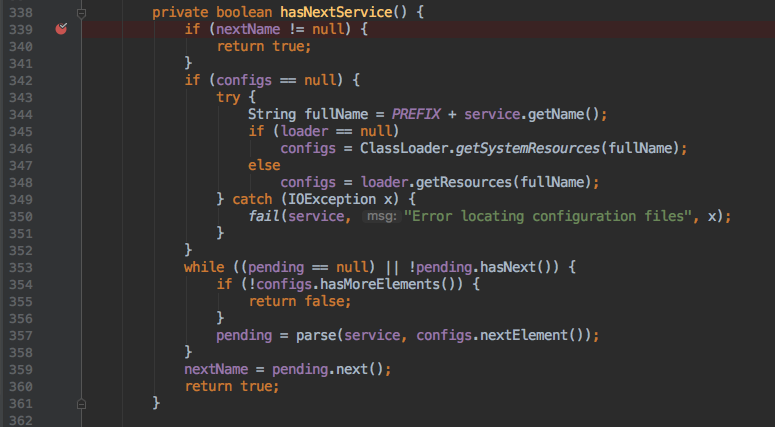 338 private boolean hasNextService() {
339 if (nextName != null) {
340 return true;
341 }
342 if (configs == null) {
343 try {
344 String fullName = PREFIX + service.getName();
345 if (loader == null)
346 configs = ClassLoader.getSystemResources(fullName);
347 else
348 configs = loader.getResources(fullName);
349 } catch (IOException x) {
350 fail(service, msg: "Error locating configuration files", x);
351 }
352 }
353 while ((pending == null) || !pending.hasNext()) {
354 if (!configs.hasMoreElements()) {
355 return false;
356 }
357 pending = parse(service, configs.nextElement());
358 }
359 nextName = pending.next();
360 return true;
361 }
362